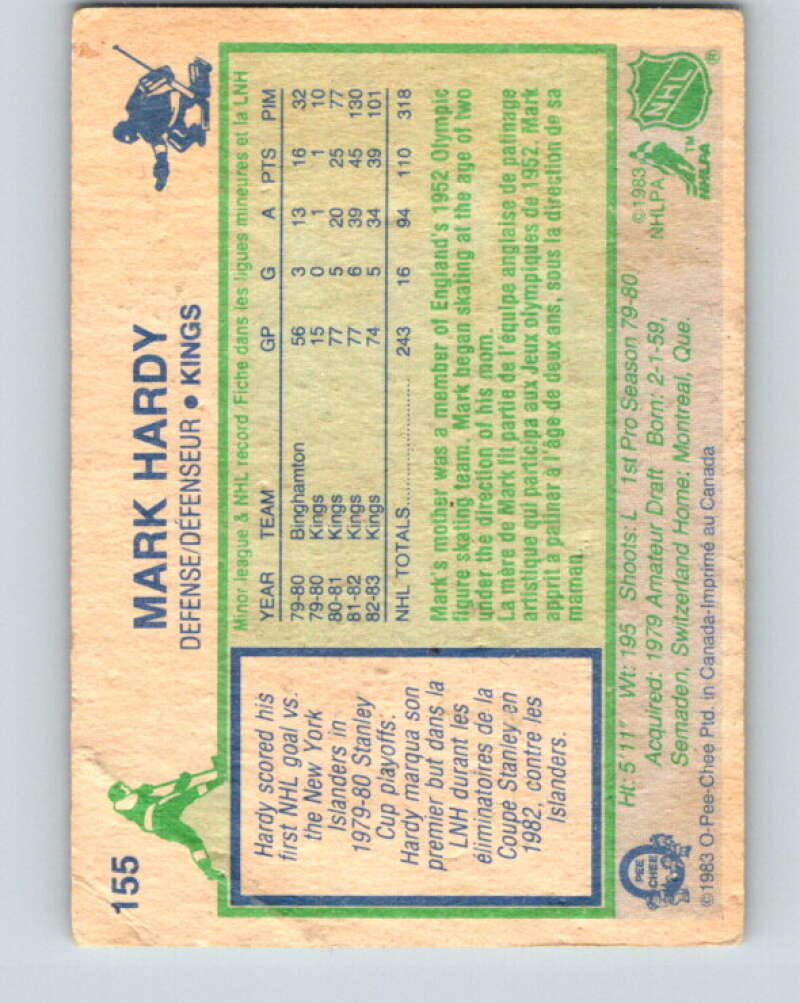 155
MARK HARDY
DEFENSE/DÉFENSEUR • KINGS
Hardy scored his
first NHL goal vs.
the New York
Islanders in
1979-80 Stanley
Cup playoffs.
Hardy marqua son
premier but dans la
LNH durant les
éliminatoires de la
Coupe Stanley en
1982, contre les
Islanders.
Minor league & NHL record Fiche dans les ligues mineures et la LNH
YEAR TEAM GP G A PTS PIM
79-80 Binghamton 56 3 13 16 32
79-80 Kings 15 0 1 1 10
80-81 Kings 77 5 20 25 77
81-82 Kings 77 6 39 45 130
82-83 Kings 74 5 34 39 101
NHL TOTALS 243 16 94 110 318
Mark's mother was a member of England's 1952 Olympic
figure skating team. Mark began skating at the age of two
under the direction of his mom.
La mère de Mark fit partie de l'équipe anglaise de patinage
artistique qui participa aux Jeux olympiques de 1952. Mark
apprit à patiner à l'âge de deux ans, sous la direction de sa
maman.
Ht: 5'11" Wt: 195 Shoots: L 1st Pro Season 79-80
Acquired: 1979 Amateur Draft Born: 2-1-59,
Semaden, Switzerland Home: Montreal, Que.
©1983 O-Pee-Chee Ptd. in Canada-Imprimé au Canada
PEE
CHEE
©1983
NHLPA
NHLPA
TM
NHL
®